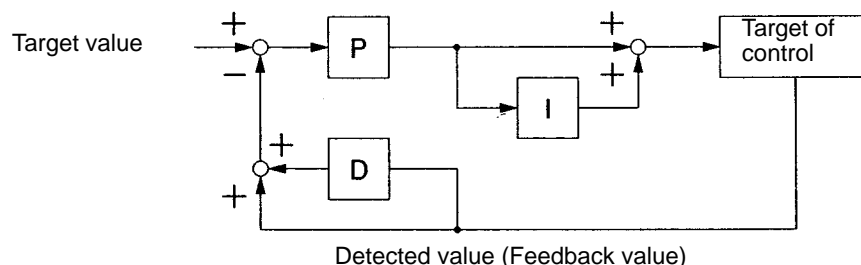 +
Target value
P
+
Target of
control
−
+
I
+
D
+
Detected value (Feedback value)